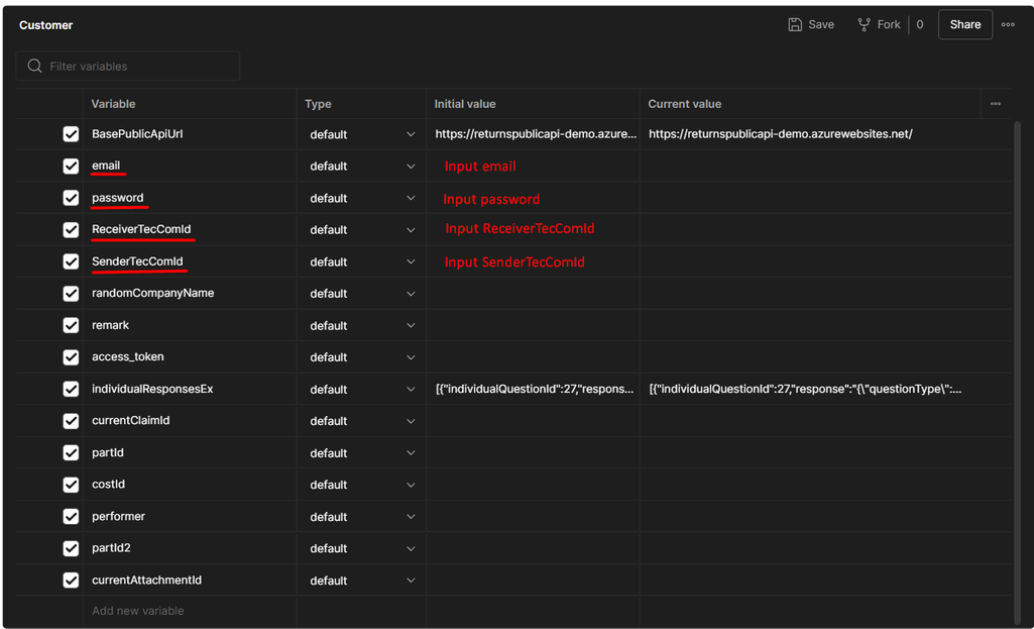 Customer Save Fork 0 Share
Filter variables
Variable Type Initial value Current value
BasePublicApiUrl default https://returnspublicapi-demo.azure... https://returnspublicapi-demo.azurewebsites.net/
email default Input email
password default Input password
ReceiverTecComId default Input ReceiverTecComId
SenderTecComId default Input SenderTecComId
randomCompanyName default
remark default
access_token default
individualResponsesEx default [{"individualQuestionId":27,"respons... [{"individualQuestionId":27,"response":"{\"questionType\":...
currentClaimId default
partId default
costId default
performer default
partId2 default
currentAttachmentId default
Add new variable